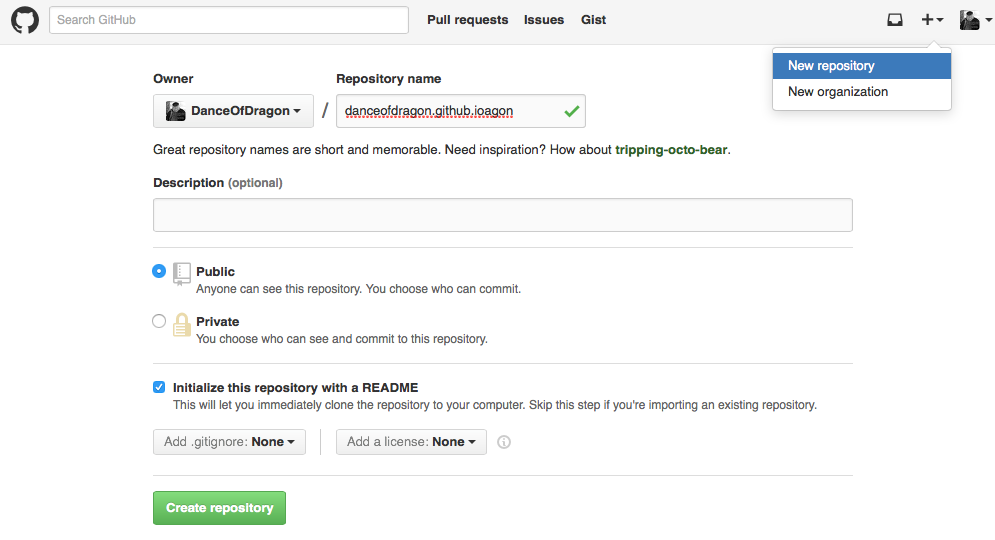 Search GitHub
Pull requests Issues Gist
New repository
New organization
Owner Repository name
DanceOfDragon / danceofdragon.github.ioagon
Great repository names are short and memorable. Need inspiration? How about tripping-octo-bear.
Description (optional)
Public
Anyone can see this repository. You choose who can commit.
Private
You choose who can see and commit to this repository.
Initialize this repository with a README
This will let you immediately clone the repository to your computer. Skip this step if you're importing an existing repository.
Add .gitignore: None Add a license: None
Create repository